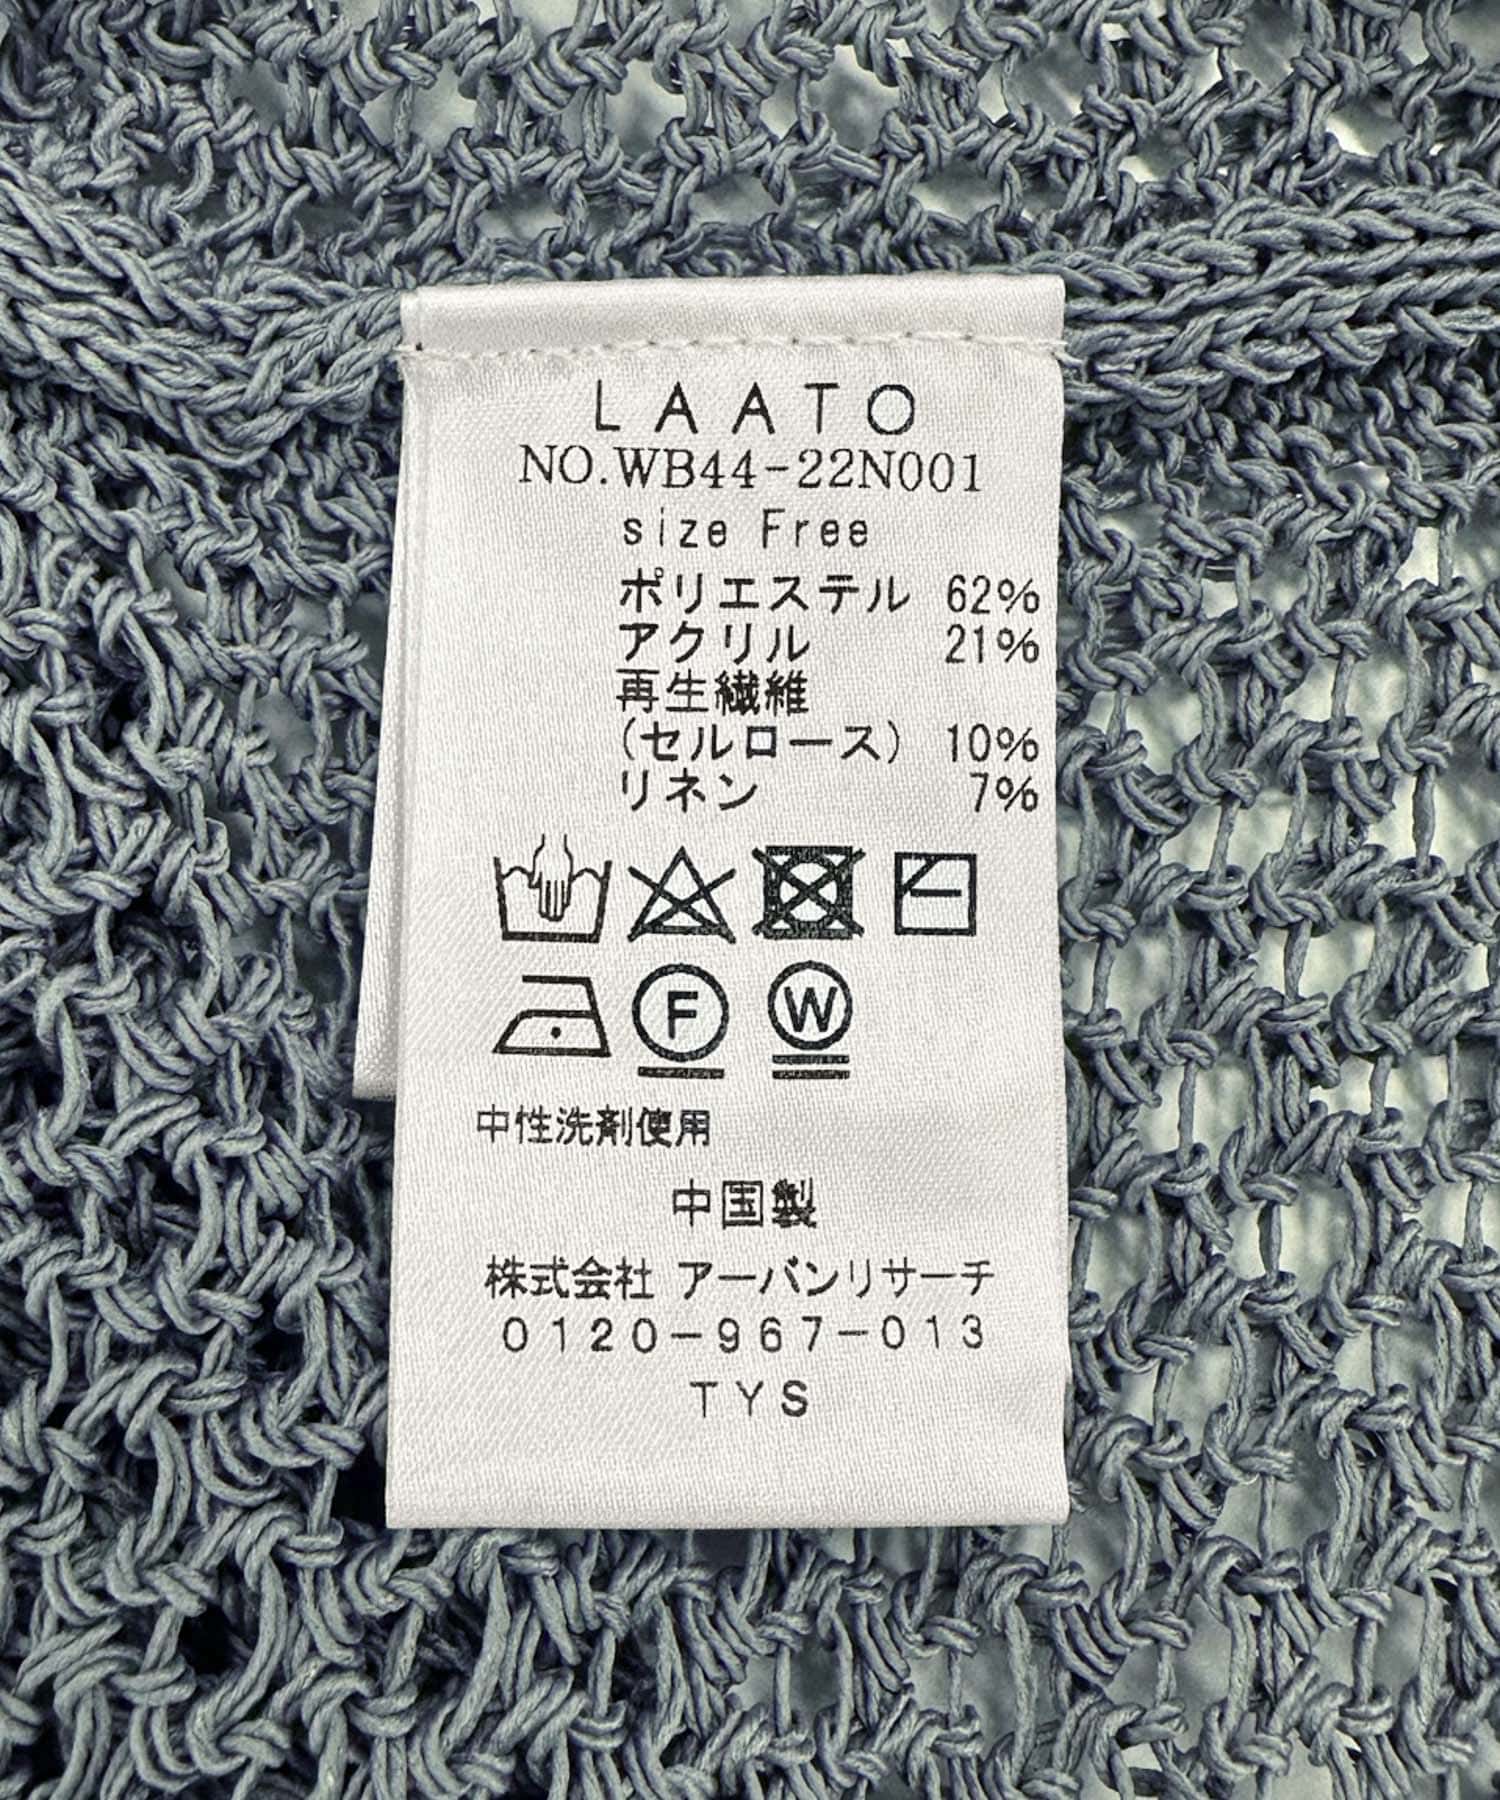 LAATO
NO.WB44-22N001
size Free
ポリエステル 62%
アクリル 21%
再生繊維
(セルロース) 10%
リネン 7%
F W
中性洗剤使用
中国製
株式会社 アーバンリサーチ
0120-967-013
TYS